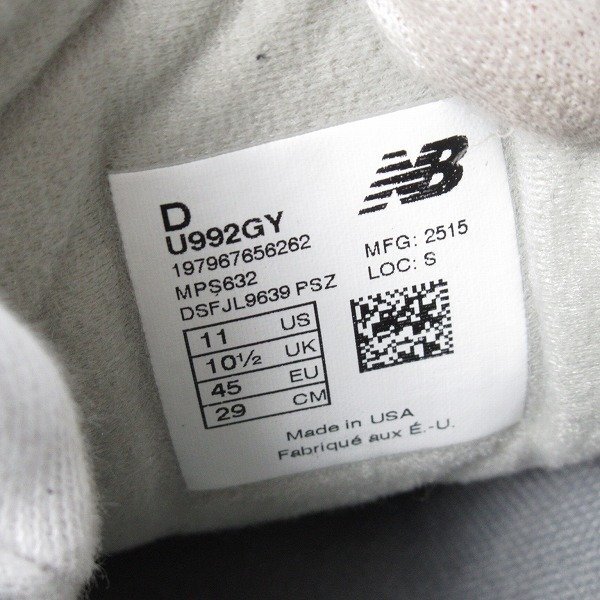 NB
D
U992GY
197967656262
MPS632
DSFJL9639 PSZ
MFG: 2515
LOC: S
11 US
10½ UK
45 EU
29 CM
Made in USA
Fabriqué aux É.-U.